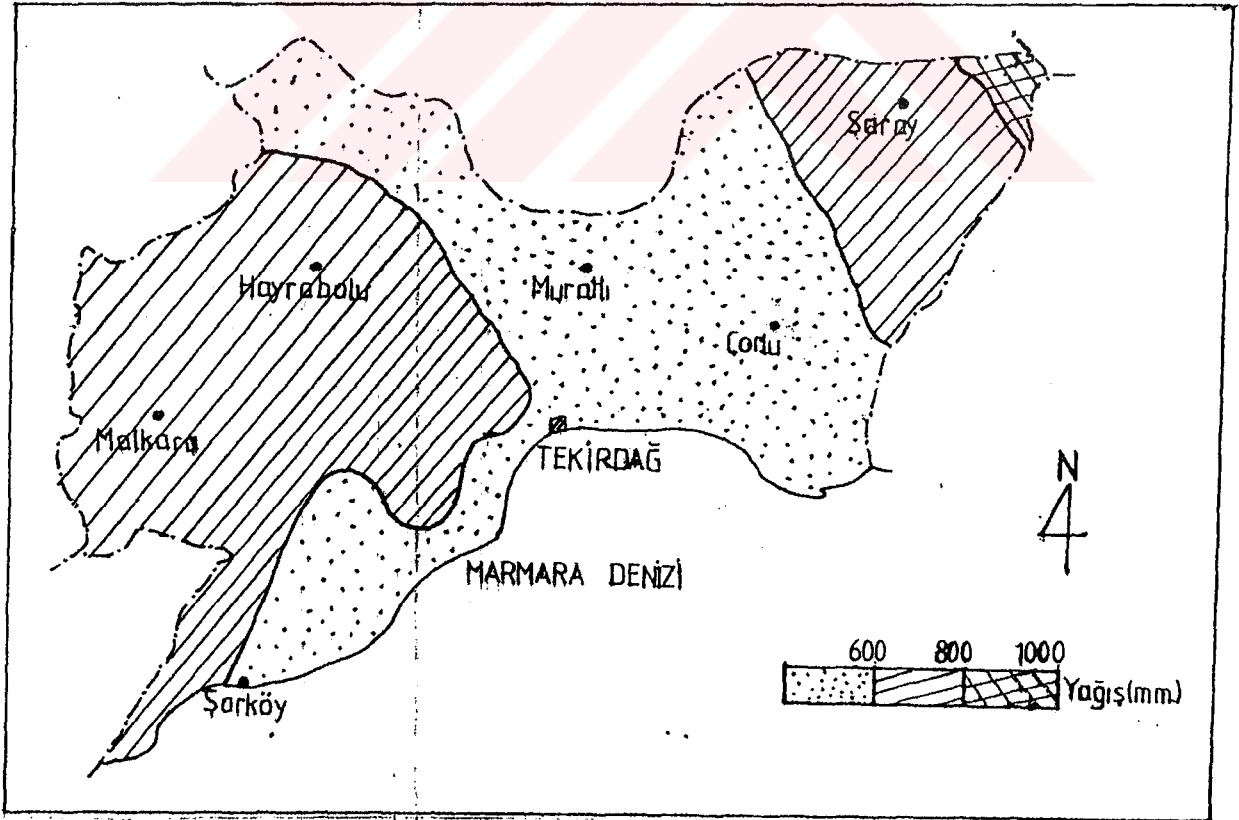 Saray
Hayrabolu
Muratlı
Çorlu
Malkara
TEKİRDAĞ
N
MARMARA DENİZİ
600 800 1000
Yağış(mm)
Şarköy